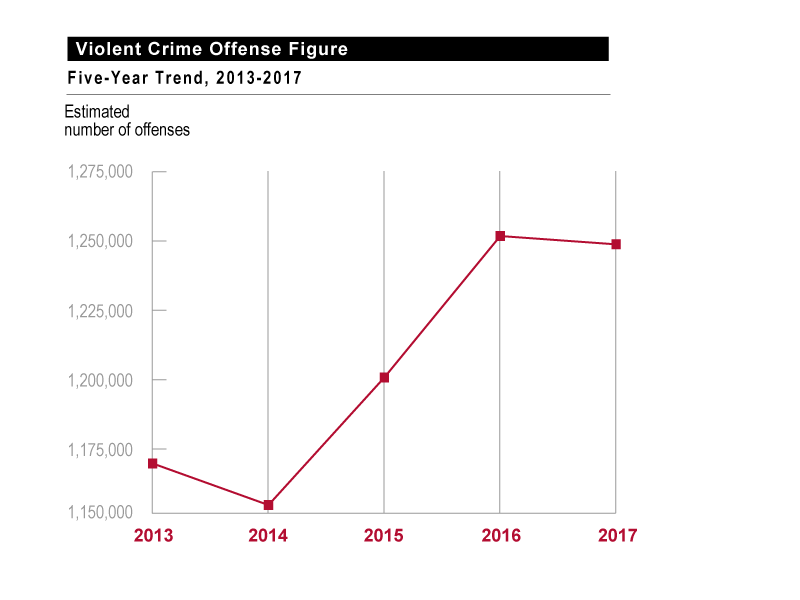 Violent Crime Offense Figure
Five-Year Trend, 2013-2017
Estimated
number of offenses
1,275,000
1,250,000
1,225,000
1,200,000
1,175,000
1,150,000
2013 2014 2015 2016 2017